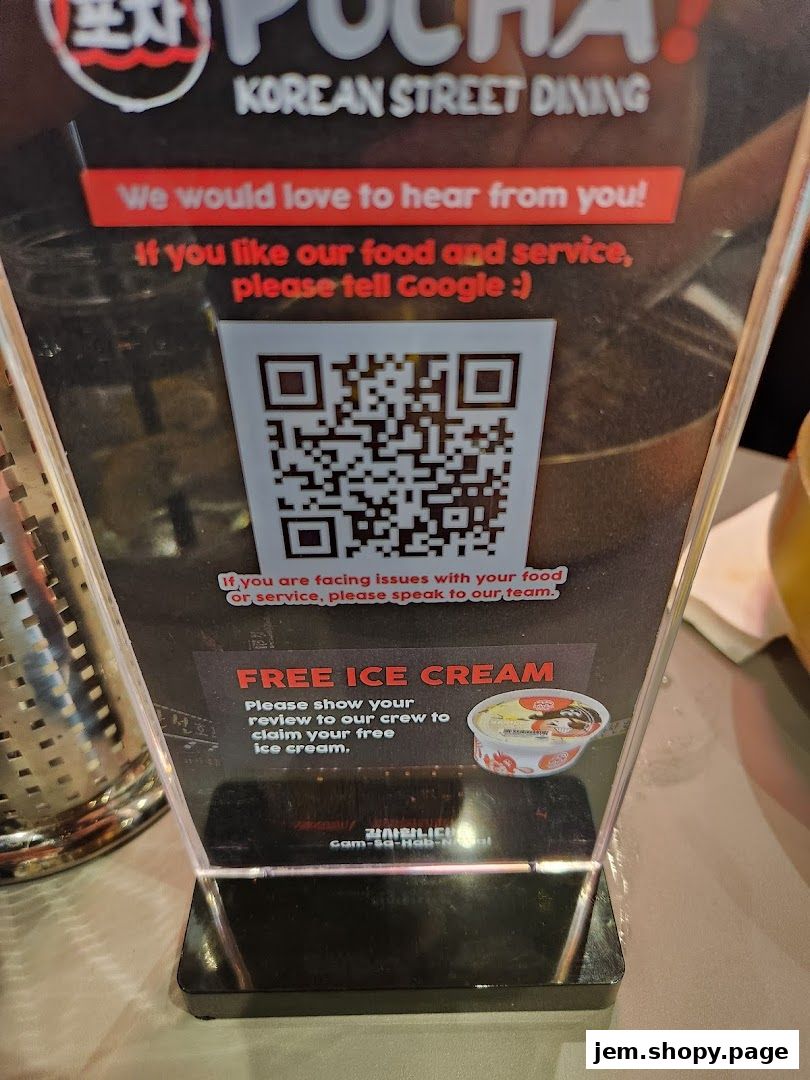 포차
POCHA!
KOREAN STREET DINING
We would love to hear from you!
If you like our food and service,
please tell Google :)
If you are facing issues with your food
or service, please speak to our team.
FREE ICE CREAM
Please show your
review to our crew to
claim your free
ice cream.
감사합니다!
Gam-Sa-Hab-Ni-Da!
jem.shopy.page